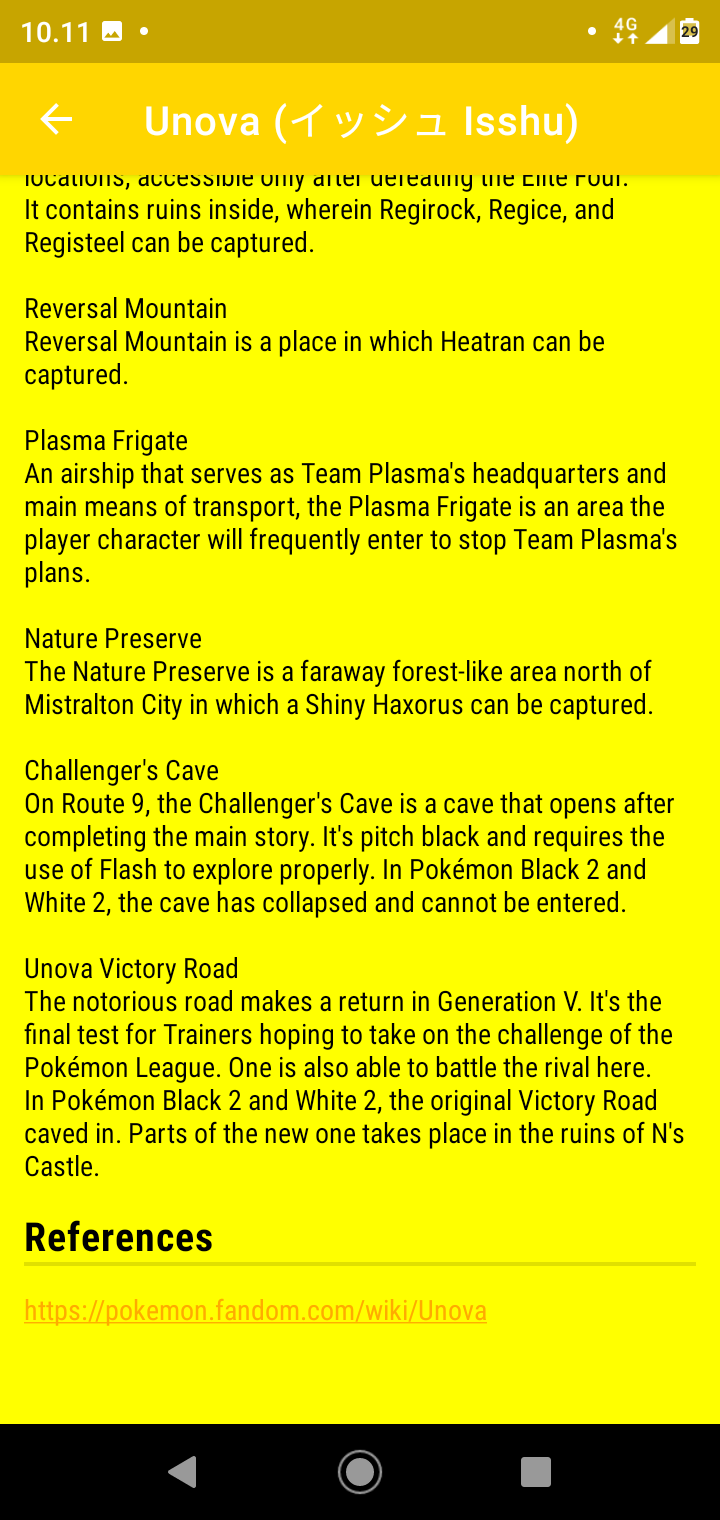 10.11
4G
29
Unova (イッシュ Isshu)
locations, accessible only after defeating the Elite Four.
It contains ruins inside, wherein Regirock, Regice, and
Registeel can be captured.
Reversal Mountain
Reversal Mountain is a place in which Heatran can be
captured.
Plasma Frigate
An airship that serves as Team Plasma's headquarters and
main means of transport, the Plasma Frigate is an area the
player character will frequently enter to stop Team Plasma's
plans.
Nature Preserve
The Nature Preserve is a faraway forest-like area north of
Mistralton City in which a Shiny Haxorus can be captured.
Challenger's Cave
On Route 9, the Challenger's Cave is a cave that opens after
completing the main story. It's pitch black and requires the
use of Flash to explore properly. In Pokémon Black 2 and
White 2, the cave has collapsed and cannot be entered.
Unova Victory Road
The notorious road makes a return in Generation V. It's the
final test for Trainers hoping to take on the challenge of the
Pokémon League. One is also able to battle the rival here.
In Pokémon Black 2 and White 2, the original Victory Road
caved in. Parts of the new one takes place in the ruins of N's
Castle.
References
https://pokemon.fandom.com/wiki/Unova